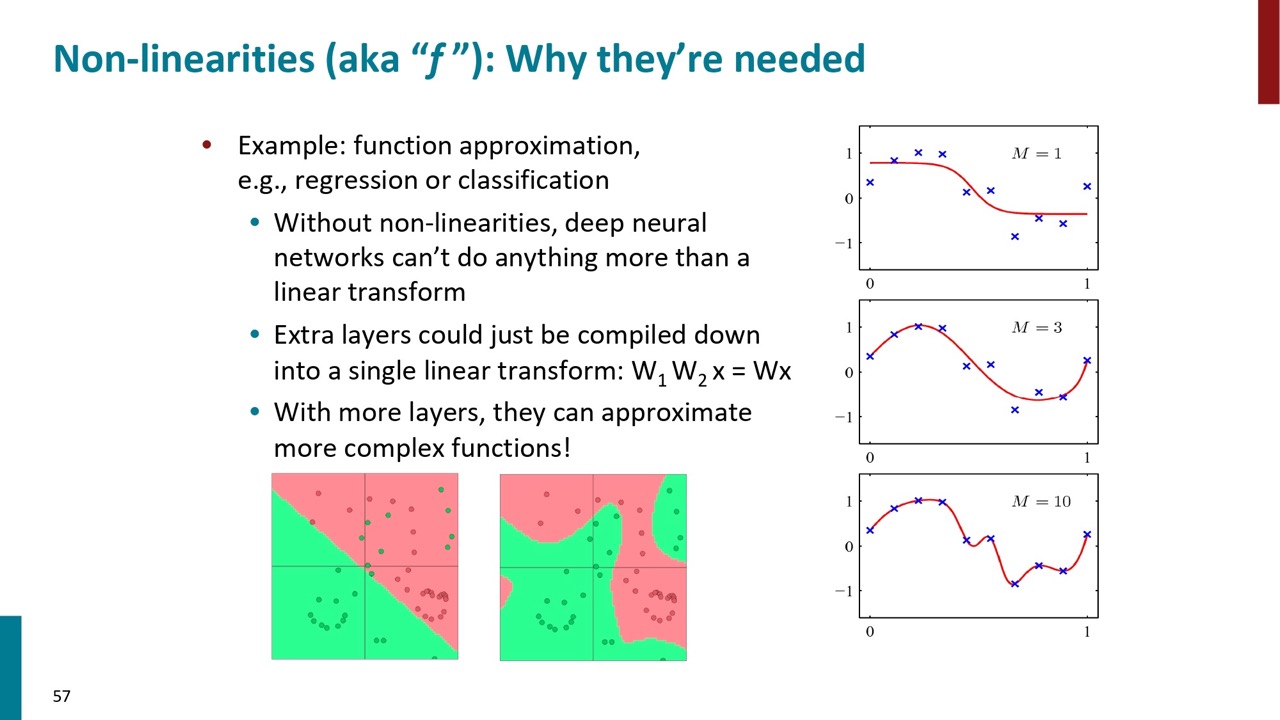 Non-linearities (aka “f ”): Why they’re needed
• Example: function approximation,
e.g., regression or classification
• Without non-linearities, deep neural
networks can’t do anything more than a
linear transform
• Extra layers could just be compiled down
into a single linear transform: W₁ W₂ x = Wx
• With more layers, they can approximate
more complex functions!
M = 1
1
0
−1
0 1
M = 3
1
0
−1
0 1
M = 10
1
0
−1
0 1
57